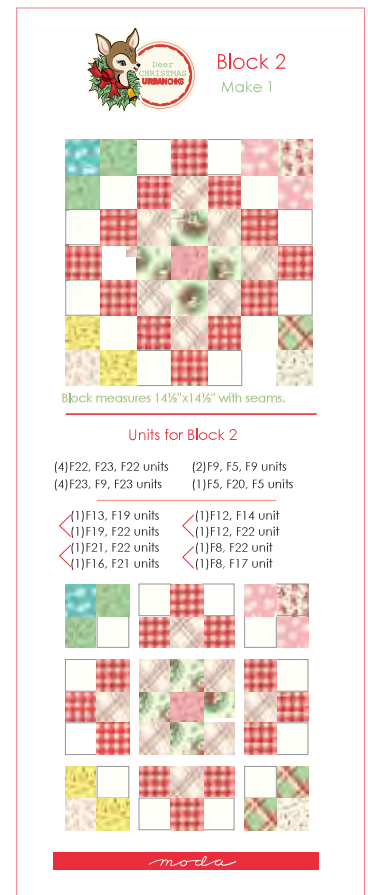 Deer
CHRISTMAS
URBANCHIKS
Block 2
Make 1
Block measures 14½"x14½" with seams.
Units for Block 2
(4)F22, F23, F22 units
(4)F23, F9, F23 units
(2)F9, F5, F9 units
(1)F5, F20, F5 units
(1)F13, F19 units
(1)F19, F22 units
(1)F21, F22 units
(1)F16, F21 units
(1)F12, F14 unit
(1)F12, F22 unit
(1)F8, F22 unit
(1)F8, F17 unit
moda